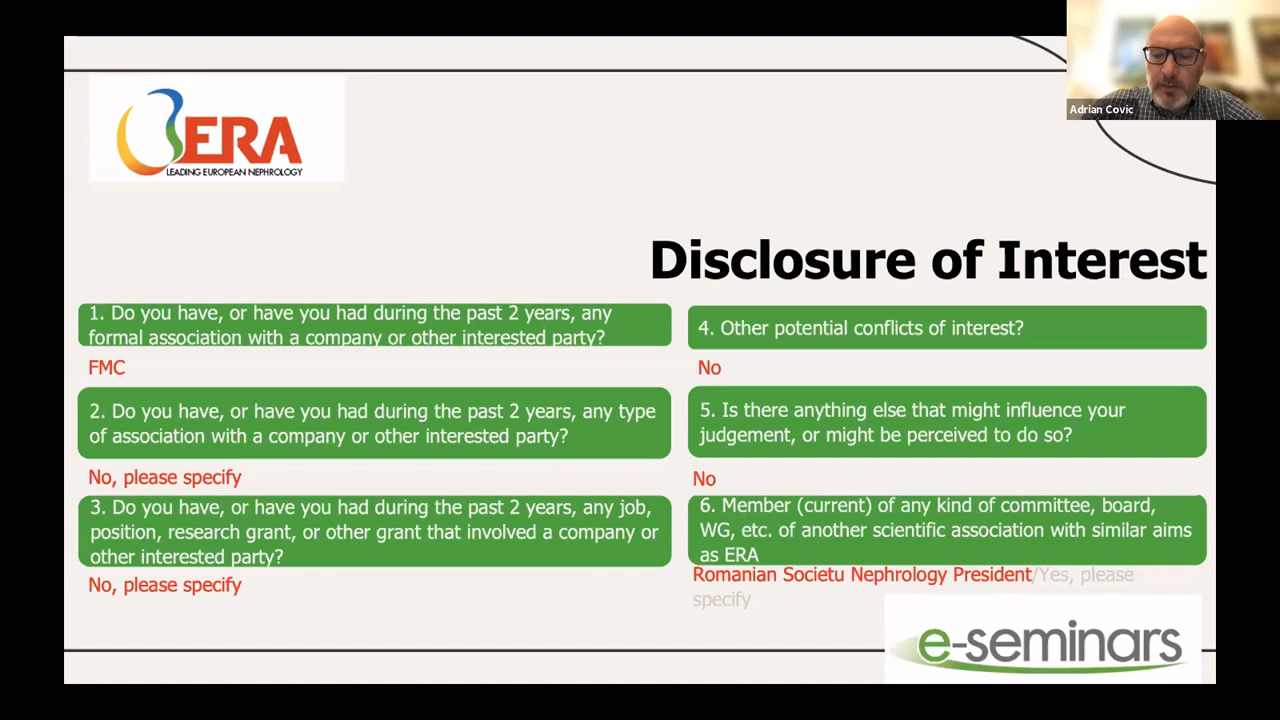 Adrian Covic
ERA
LEADING EUROPEAN NEPHROLOGY
Disclosure of Interest
1. Do you have, or have you had during the past 2 years, any
formal association with a company or other interested party?
FMC
2. Do you have, or have you had during the past 2 years, any type
of association with a company or other interested party?
No, please specify
3. Do you have, or have you had during the past 2 years, any job,
position, research grant, or other grant that involved a company or
other interested party?
No, please specify
4. Other potential conflicts of interest?
No
5. Is there anything else that might influence your
judgement, or might be perceived to do so?
No
6. Member (current) of any kind of committee, board,
WG, etc. of another scientific association with similar aims
as ERA
Romanian Societu Nephrology President/Yes, please
specify
e-seminars